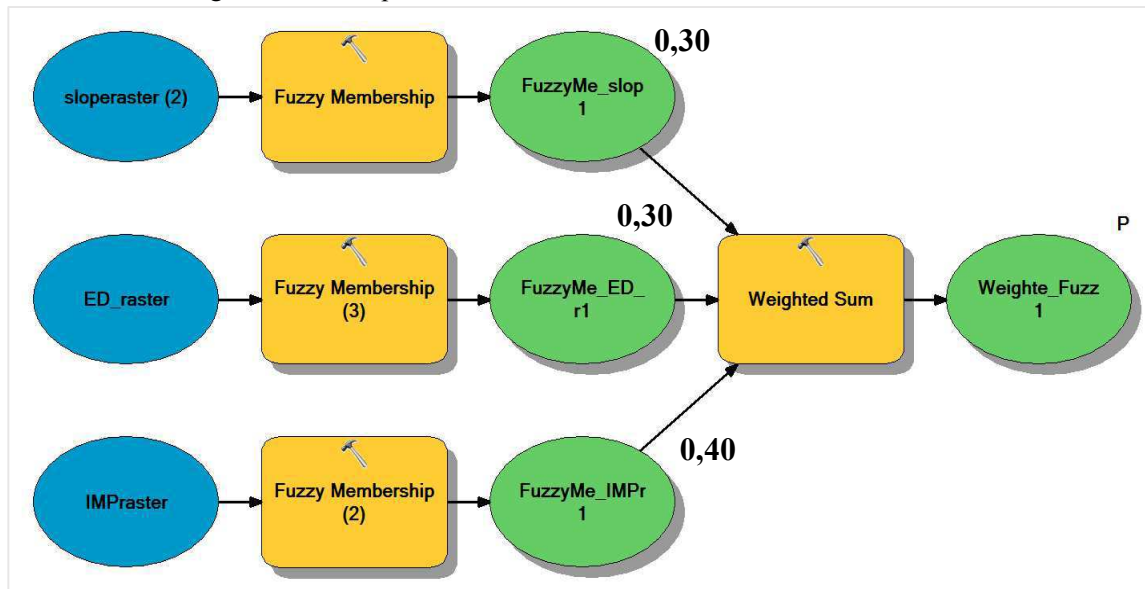 0,30
sloperaster (2)
Fuzzy Membership
FuzzyMe_slop
1
0,30
P
ED_raster
Fuzzy Membership
(3)
FuzzyMe_ED_
r1
Weighted Sum
Weighte_Fuzz
1
0,40
IMPraster
Fuzzy Membership
(2)
FuzzyMe_IMPr
1